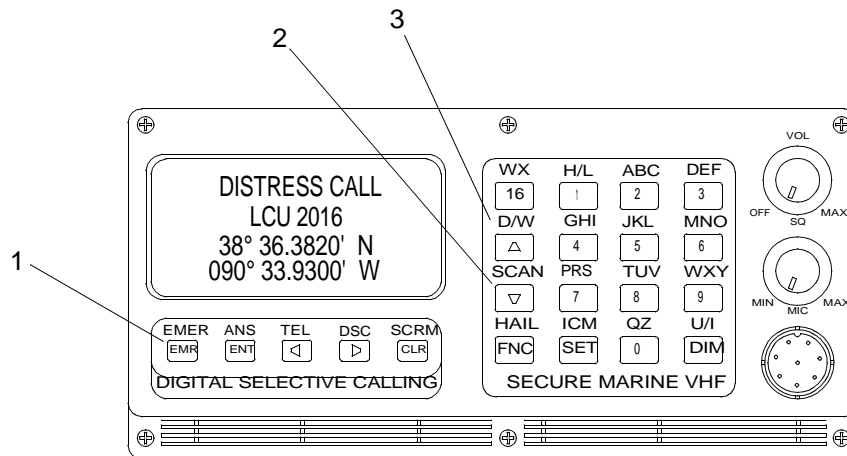 3
2
1
DISTRESS CALL
LCU 2016
38° 36.3820' N
090° 33.9300' W
EMER ANS TEL DSC SCRM
EMR ENT CLR
DIGITAL SELECTIVE CALLING
WX H/L ABC DEF
16 1 2 3
D/W GHI JKL MNO
4 5 6
SCAN PRS TUV WXY
7 8 9
HAIL ICM QZ U/I
FNC SET 0 DIM
SECURE MARINE VHF
VOL
OFF SQ MAX
MIN MIC MAX